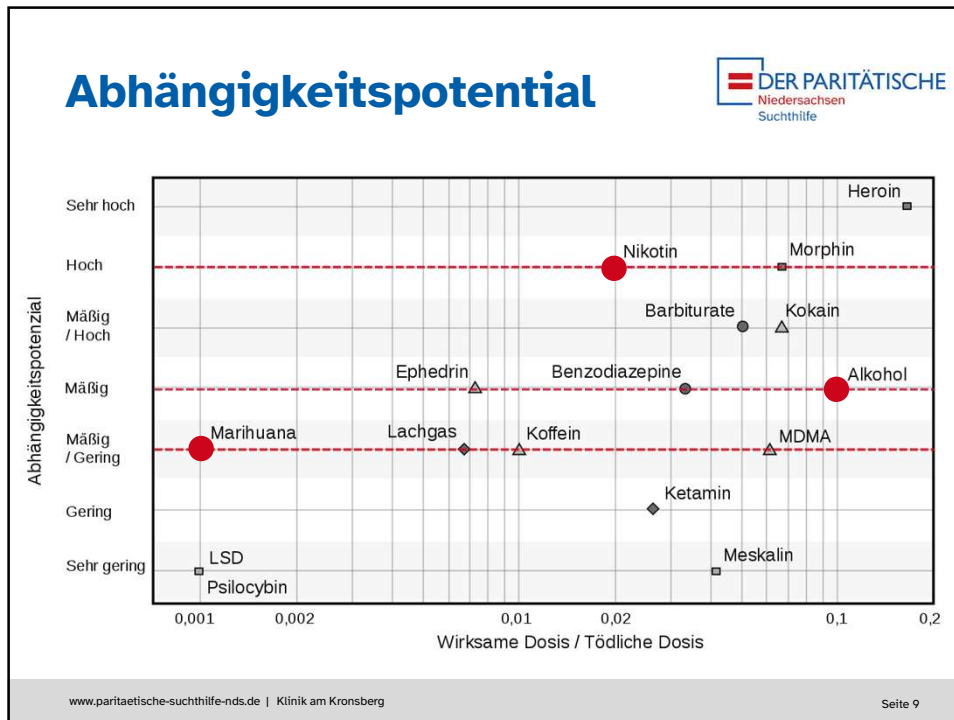 Abhängigkeitspotential
DER PARITÄTISCHE
Niedersachsen
Suchthilfe
Abhängigkeitspotenzial
Sehr hoch
Hoch
Mäßig
/ Hoch
Mäßig
Mäßig
/ Gering
Gering
Sehr gering
Heroin
Nikotin
Morphin
Barbiturate
Kokain
Ephedrin
Benzodiazepine
Alkohol
Marihuana
Lachgas
Koffein
MDMA
Ketamin
LSD
Psilocybin
Meskalin
0,001
0,002
0,01
0,02
0,1
0,2
Wirksame Dosis / Tödliche Dosis
www.paritaetische-suchthilfe-nds.de | Klinik am Kronsberg
Seite 9